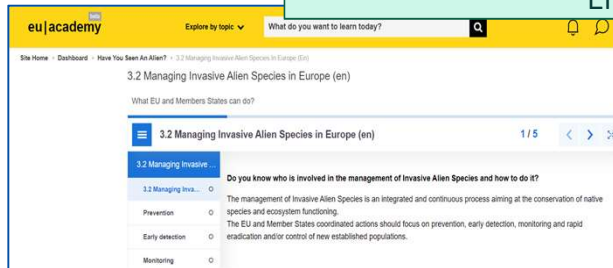 beta
eu|academy
Explore by topic
What do you want to learn today?
Site Home Dashboard Have You Seen An Alien? 3.2 Managing Invasive Alien Species in Europe (En)
3.2 Managing Invasive Alien Species in Europe (en)
What EU and Members States can do?
3.2 Managing Invasive Alien Species in Europe (en)
1 / 5
3.2 Managing Invasive ...
3.2 Managing Inva...
Prevention
Early detection
Monitoring
Do you know who is involved in the management of Invasive Alien Species and how to do it?
The management of Invasive Alien Species is an integrated and continuous process aiming at the conservation of native
species and ecosystem functioning.
The EU and Member States coordinated actions should focus on prevention, early detection, monitoring and rapid
eradication and/or control of new established populations.